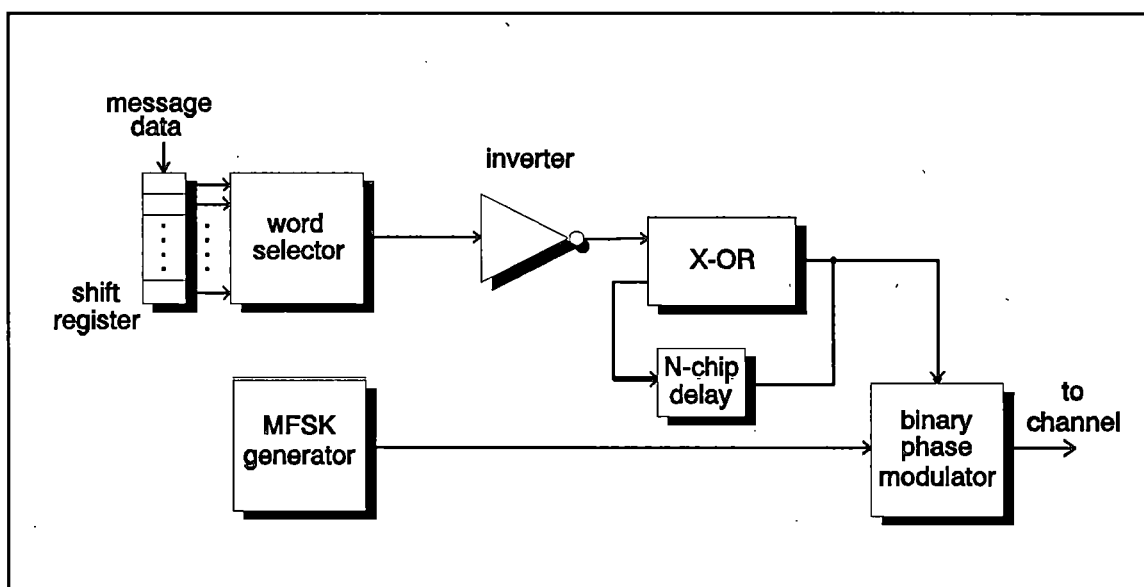 message
data
inverter
word
selector
X-OR
shift
register
N-chip
delay
MFSK
generator
binary
phase
modulator
to
channel